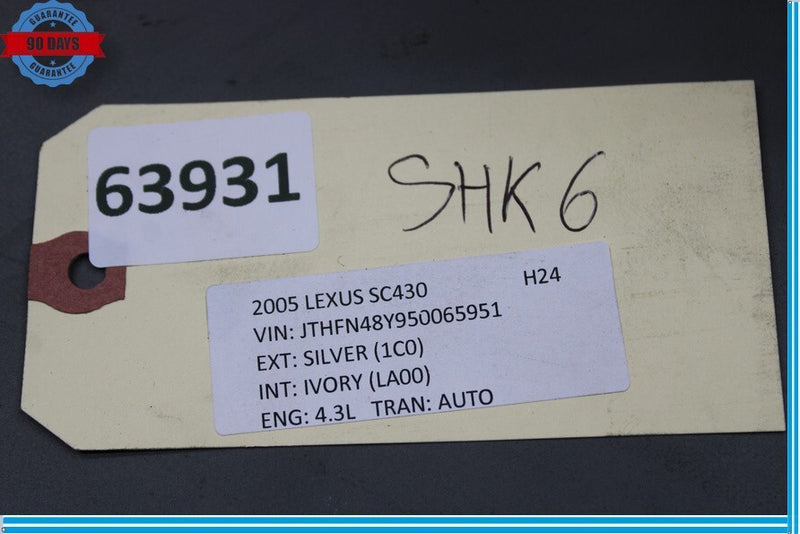 GUARANTEE
90 DAYS
GUARANTEE
63931
SHK 6
2005 LEXUS SC430 H24
VIN: JTHFN48Y950065951
EXT: SILVER (1C0)
INT: IVORY (LA00)
ENG: 4.3L TRAN: AUTO